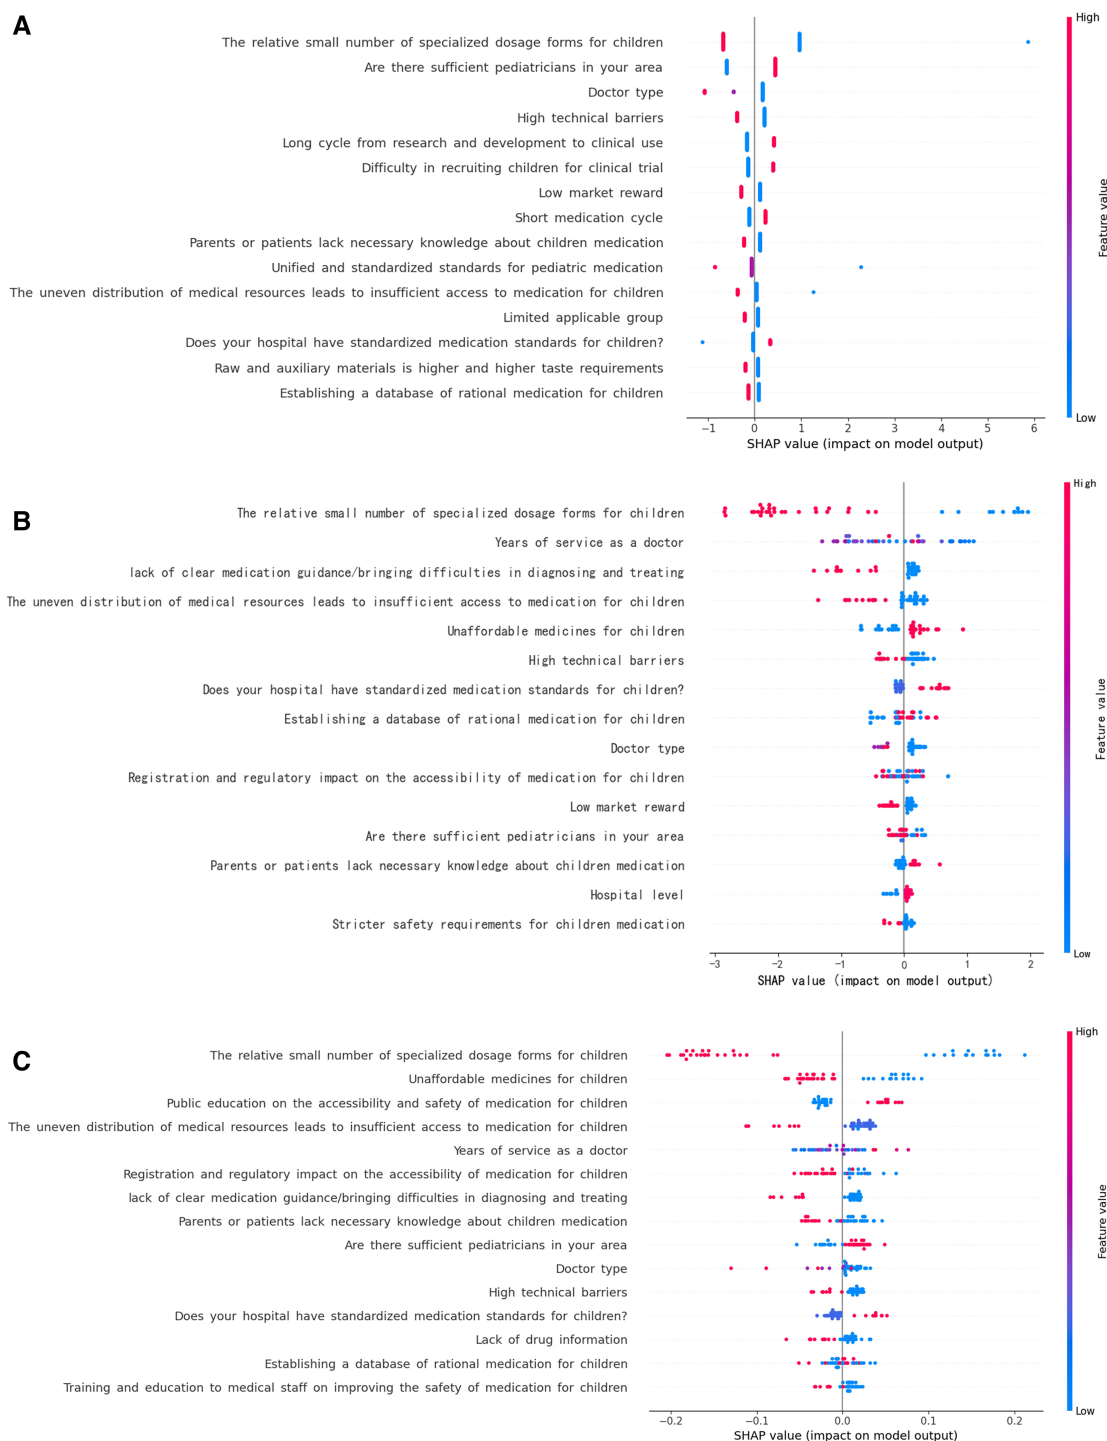 A
High
The relative small number of specialized dosage forms for children
Are there sufficient pediatricians in your area
Doctor type
High technical barriers
Long cycle from research and development to clinical use
Difficulty in recruiting children for clinical trial
Low market reward
Short medication cycle
Parents or patients lack necessary knowledge about children medication
Unified and standardized standards for pediatric medication
The uneven distribution of medical resources leads to insufficient access to medication for children
Limited applicable group
Does your hospital have standardized medication standards for children?
Raw and auxiliary materials is higher and higher taste requirements
Establishing a database of rational medication for children
Feature value
Low
−1 0 1 2 3 4 5 6
SHAP value (impact on model output)
B
High
The relative small number of specialized dosage forms for children
Years of service as a doctor
lack of clear medication guidance/bringing difficulties in diagnosing and treating
The uneven distribution of medical resources leads to insufficient access to medication for children
Unaffordable medicines for children
High technical barriers
Does your hospital have standardized medication standards for children?
Establishing a database of rational medication for children
Doctor type
Registration and regulatory impact on the accessibility of medication for children
Low market reward
Are there sufficient pediatricians in your area
Parents or patients lack necessary knowledge about children medication
Hospital level
Stricter safety requirements for children medication
Feature value
Low
−3 −2 −1 0 1 2
SHAP value (impact on model output)
C
High
The relative small number of specialized dosage forms for children
Unaffordable medicines for children
Public education on the accessibility and safety of medication for children
The uneven distribution of medical resources leads to insufficient access to medication for children
Years of service as a doctor
Registration and regulatory impact on the accessibility of medication for children
lack of clear medication guidance/bringing difficulties in diagnosing and treating
Parents or patients lack necessary knowledge about children medication
Are there sufficient pediatricians in your area
Doctor type
High technical barriers
Does your hospital have standardized medication standards for children?
Lack of drug information
Establishing a database of rational medication for children
Training and education to medical staff on improving the safety of medication for children
Feature value
Low
−0.2 −0.1 0.0 0.1 0.2
SHAP value (impact on model output)